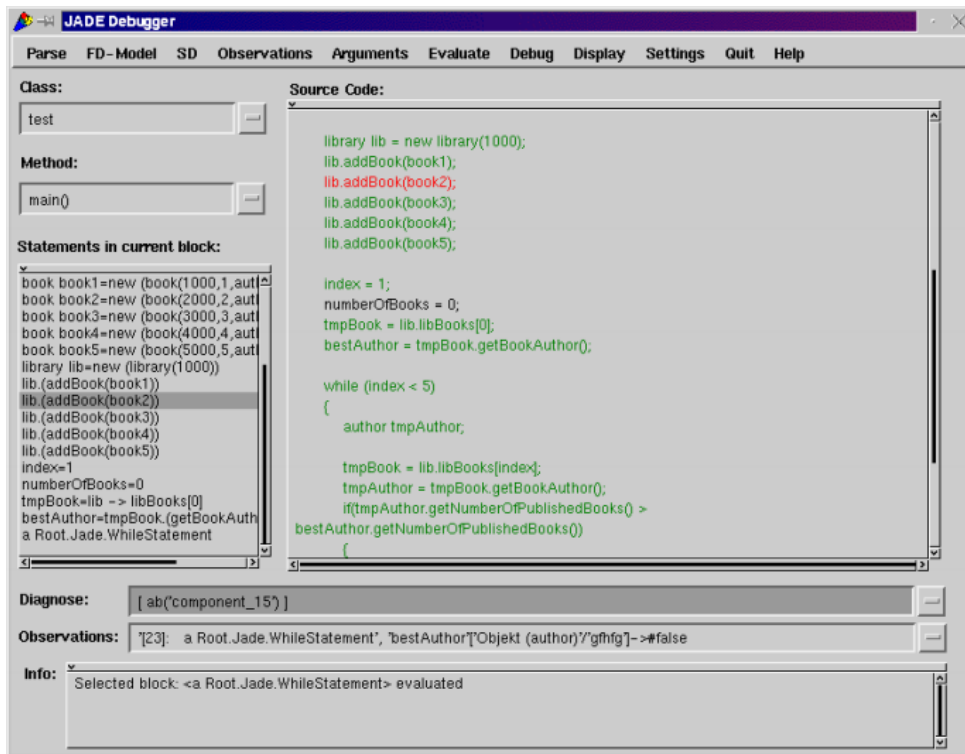 JADE Debugger
Parse FD-Model SD Observations Arguments Evaluate Debug Display Settings Quit Help
Class:
test
Method:
main()
Statements in current block:
book book1=new (book(1000,1,autl
book book2=new (book(2000,2,autl
book book3=new (book(3000,3,autl
book book4=new (book(4000,4,autl
book book5=new (book(5000,5,autl
library lib=new (library(1000))
lib.(addBook(book1))
lib.(addBook(book2))
lib.(addBook(book3))
lib.(addBook(book4))
lib.(addBook(book5))
index=1
numberOfBooks=0
tmpBook=lib -> libBooks[0]
bestAuthor=tmpBook.(getBookAuth
a Root.Jade.WhileStatement
Source Code:
library lib = new library(1000);
lib.addBook(book1);
lib.addBook(book2);
lib.addBook(book3);
lib.addBook(book4);
lib.addBook(book5);
index = 1;
numberOfBooks = 0;
tmpBook = lib.libBooks[0];
bestAuthor = tmpBook.getBookAuthor();
while (index < 5)
{
author tmpAuthor;
tmpBook = lib.libBooks[index];
tmpAuthor = tmpBook.getBookAuthor();
if(tmpAuthor.getNumberOfPublishedBooks() >
bestAuthor.getNumberOfPublishedBooks())
{
Diagnose: [ ab("component_15") ]
Observations: "[23]: a Root.Jade.WhileStatement", "bestAuthor"["Objekt (author)"/"gfhfg"]->#false
Info: Selected block: <a Root.Jade.WhileStatement> evaluated